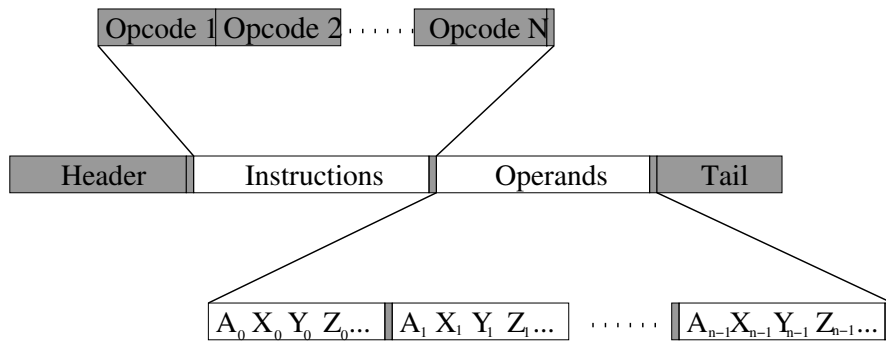 Opcode 1 Opcode 2 ...... Opcode N
Header Instructions Operands Tail
A₀ X₀ Y₀ Z₀... A₁ X₁ Y₁ Z₁... ...... Aₙ₋₁ Xₙ₋₁ Yₙ₋₁ Zₙ₋₁...